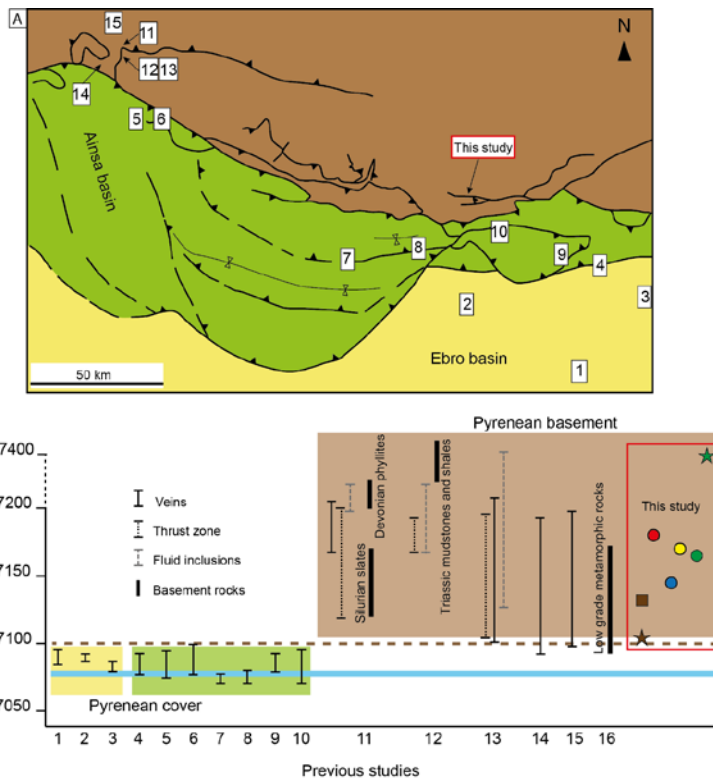 A
15
11
N
12 13
14
5 6
This study
Ainsa basin
10
7
8
9
4
2
3
1
Ebro basin
50 km
Pyrenean basement
7400
7200
7150
7100
7050
Veins
Thrust zone
Fluid inclusions
Basement rocks
Silurian slates
Devonian phyllites
Triassic mudstones and shales
Low grade metamorphic rocks
This study
Pyrenean cover
1 2 3 4 5 6 7 8 9 10 11 12 13 14 15 16
Previous studies